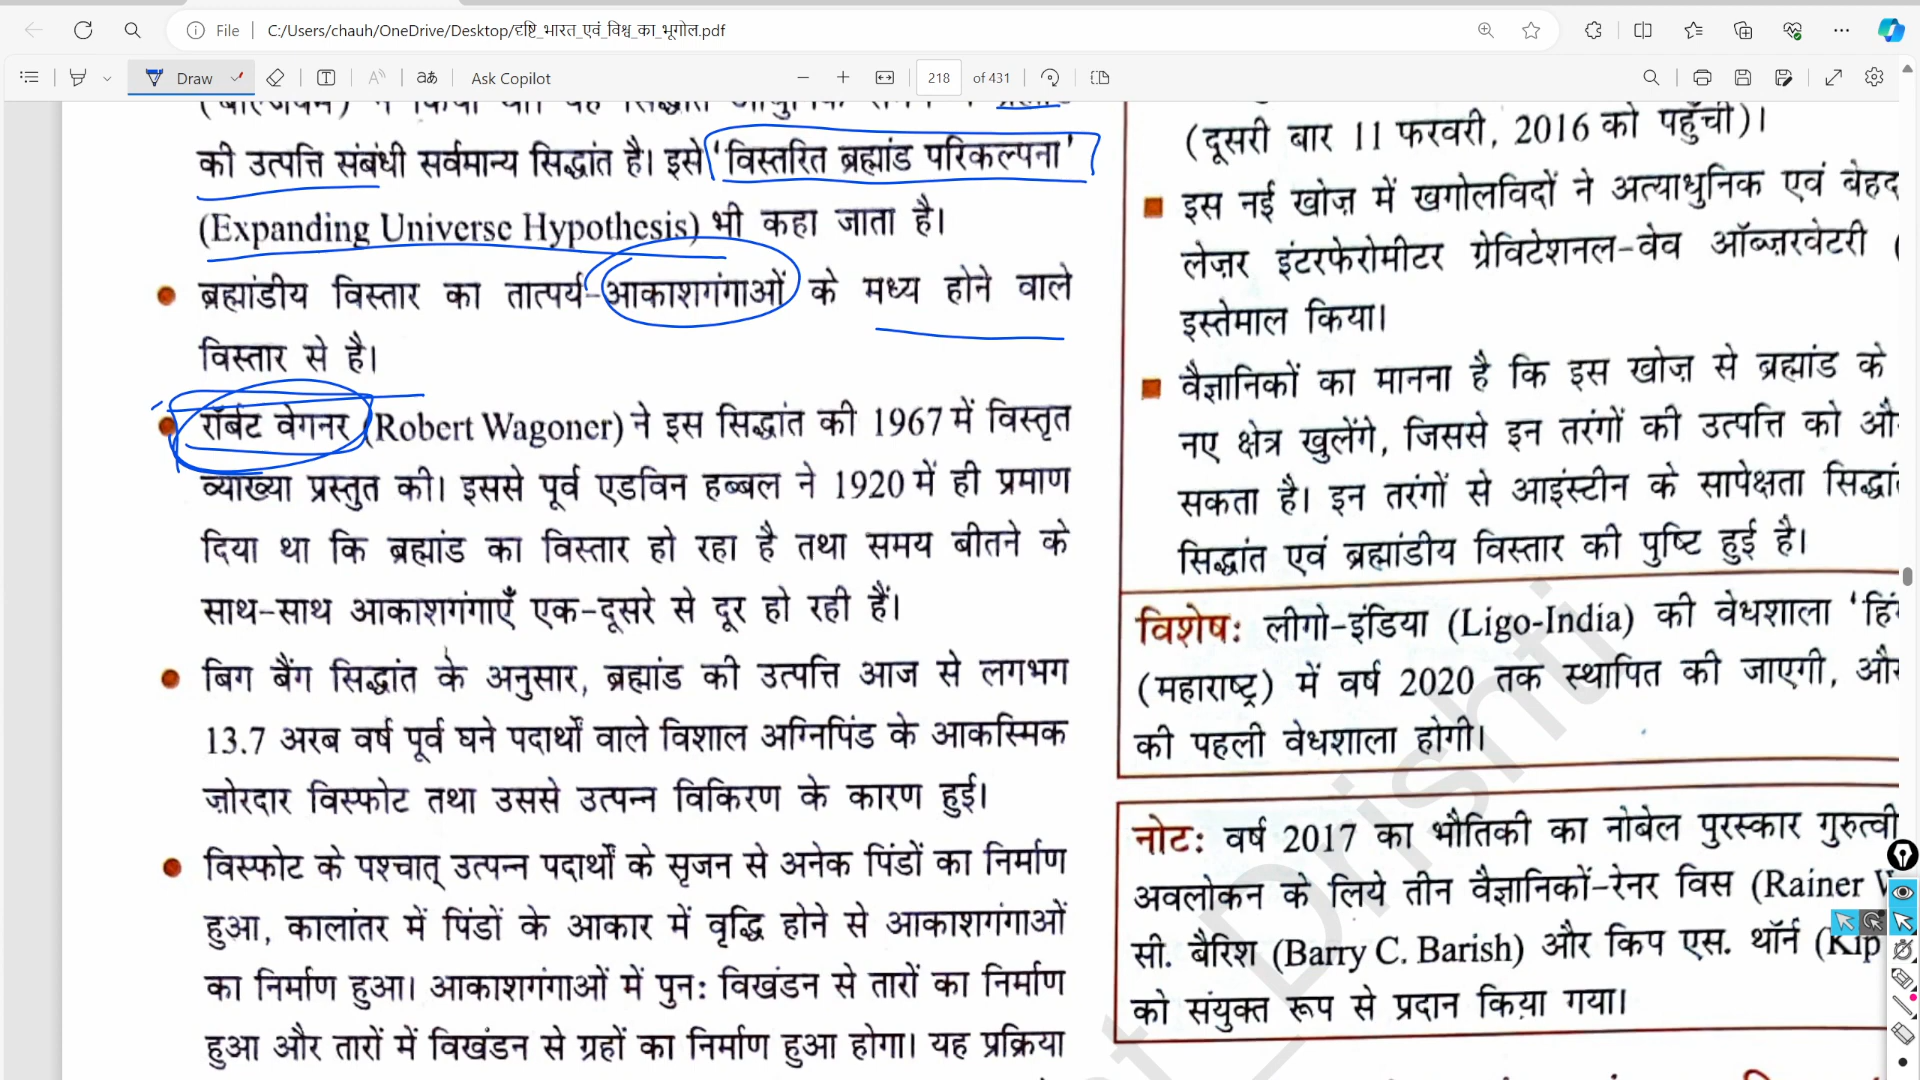 File
C:/Users/chauh/OneDrive/Desktop/दृष्टि_भारत_एवं_विश्व_का_भूगोल.pdf
Draw
Ask Copilot
218 of 431
की उत्पत्ति संबंधी सर्वमान्य सिद्धांत है। इसे 'विस्तरित ब्रह्मांड परिकल्पना'
(Expanding Universe Hypothesis) भी कहा जाता है।
ब्रह्मांडीय विस्तार का तात्पर्य-आकाशगंगाओं के मध्य होने वाले
विस्तार से है।
रॉबर्ट वेगनर (Robert Wagoner) ने इस सिद्धांत की 1967 में विस्तृत
व्याख्या प्रस्तुत की। इससे पूर्व एडविन हब्बल ने 1920 में ही प्रमाण
दिया था कि ब्रह्मांड का विस्तार हो रहा है तथा समय बीतने के
साथ-साथ आकाशगंगाएँ एक-दूसरे से दूर हो रही हैं।
बिग बैंग सिद्धांत के अनुसार, ब्रह्मांड की उत्पत्ति आज से लगभग
13.7 अरब वर्ष पूर्व घने पदार्थों वाले विशाल अग्निपिंड के आकस्मिक
ज़ोरदार विस्फोट तथा उससे उत्पन्न विकिरण के कारण हुई।
विस्फोट के पश्चात् उत्पन्न पदार्थों के सृजन से अनेक पिंडों का निर्माण
हुआ, कालांतर में पिंडों के आकार में वृद्धि होने से आकाशगंगाओं
का निर्माण हुआ। आकाशगंगाओं में पुनः विखंडन से तारों का निर्माण
हुआ और तारों में विखंडन से ग्रहों का निर्माण हुआ होगा। यह प्रक्रिया
(दूसरी बार 11 फरवरी, 2016 को पहुँची)।
इस नई खोज़ में खगोलविदों ने अत्याधुनिक एवं बेहद
लेज़र इंटरफेरोमीटर ग्रेविटेशनल-वेव ऑब्ज़रवेटरी (
इस्तेमाल किया।
वैज्ञानिकों का मानना है कि इस खोज़ से ब्रह्मांड के
नए क्षेत्र खुलेंगे, जिससे इन तरंगों की उत्पत्ति को
सकता है। इन तरंगों से आइंस्टीन के सापेक्षता
सिद्धांत एवं ब्रह्मांडीय विस्तार की पुष्टि हुई है।
विशेष: लीगो-इंडिया (Ligo-India) की वेधशाला
(महाराष्ट्र) में वर्ष 2020 तक स्थापित की जाएगी,
की पहली वेधशाला होगी।
नोट: वर्ष 2017 का भौतिकी का नोबेल पुरस्कार
अवलोकन के लिये तीन वैज्ञानिकों-रेनर विस (Rainer
सी. बैरिश (Barry C. Barish) और किप एस. थॉर्न (Kip
को संयुक्त रूप से प्रदान किया गया।
Drishti